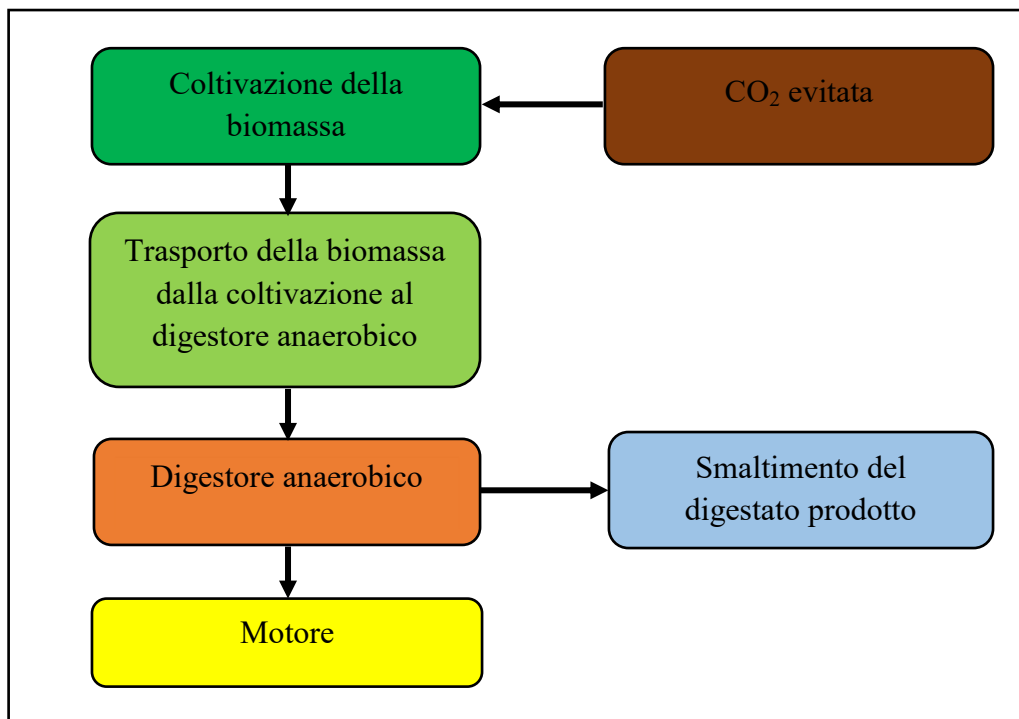 Coltivazione della
biomassa
CO₂ evitata
Trasporto della biomassa
dalla coltivazione al
digestore anaerobico
Digestore anaerobico
Smaltimento del
digestato prodotto
Motore